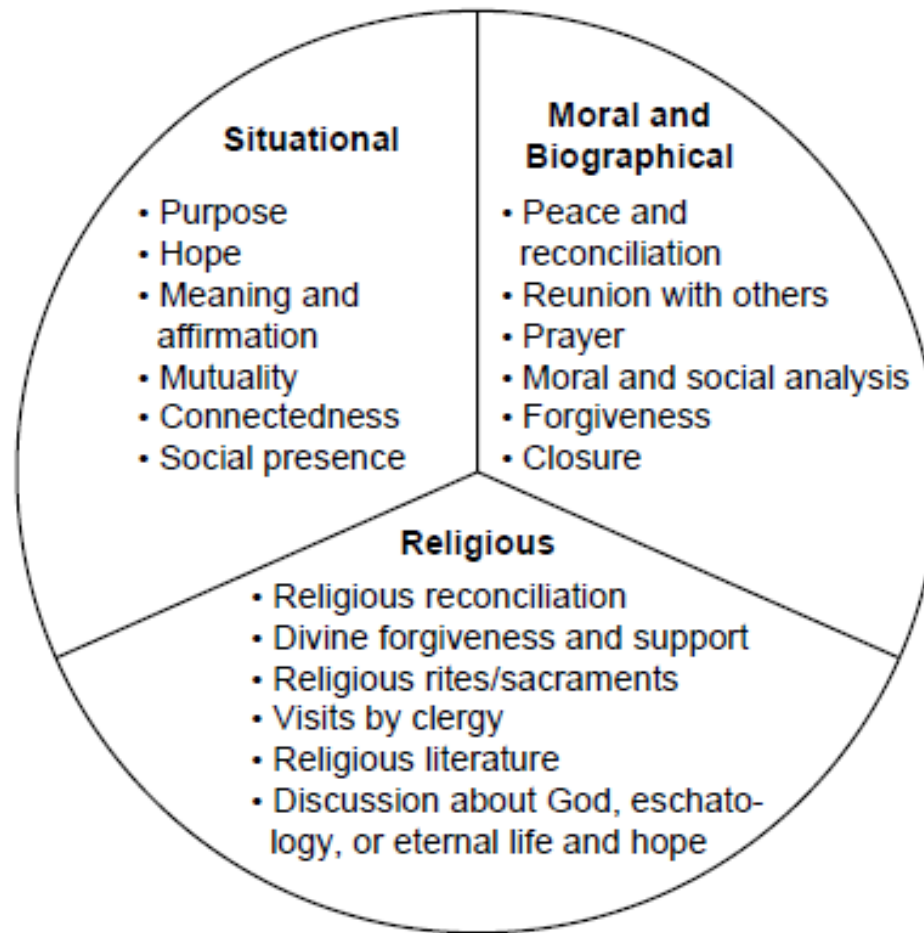 Situational
• Purpose
• Hope
• Meaning and
affirmation
• Mutuality
• Connectedness
• Social presence
Moral and
Biographical
• Peace and
reconciliation
• Reunion with others
• Prayer
• Moral and social analysis
• Forgiveness
• Closure
Religious
• Religious reconciliation
• Divine forgiveness and support
• Religious rites/sacraments
• Visits by clergy
• Religious literature
• Discussion about God, eschato-
logy, or eternal life and hope